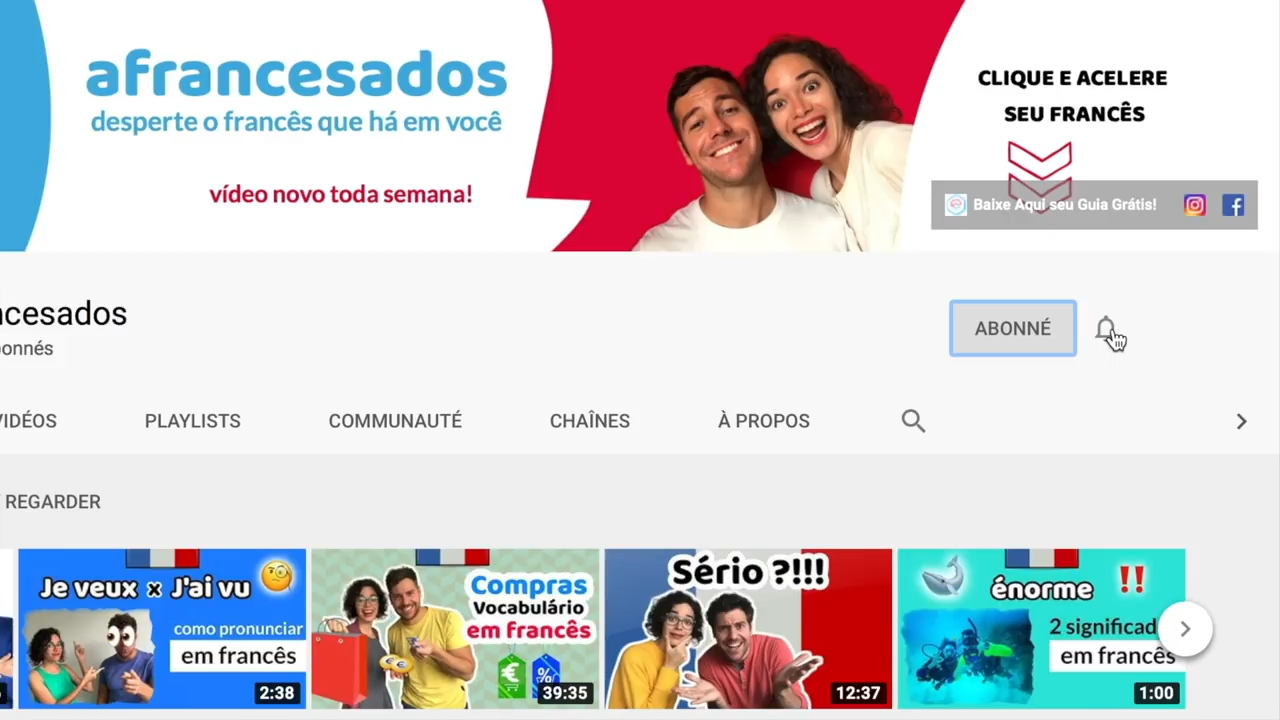 afrancesados
desperte o francês que há em você
vídeo novo toda semana!
CLIQUE E ACELERE
SEU FRANCÊS
Baixe Aqui seu Guia Grátis!
ncesados
onnés
ABONNÉ
VIDÉOS
PLAYLISTS
COMMUNAUTÉ
CHAÎNES
À PROPOS
REGARDER
Je veux x J'ai vu
como pronunciar
em francês
2:38
Compras
Vocabulário
em francês
39:35
Sério ?!!!
12:37
énorme !!
2 significad
em francês
1:00